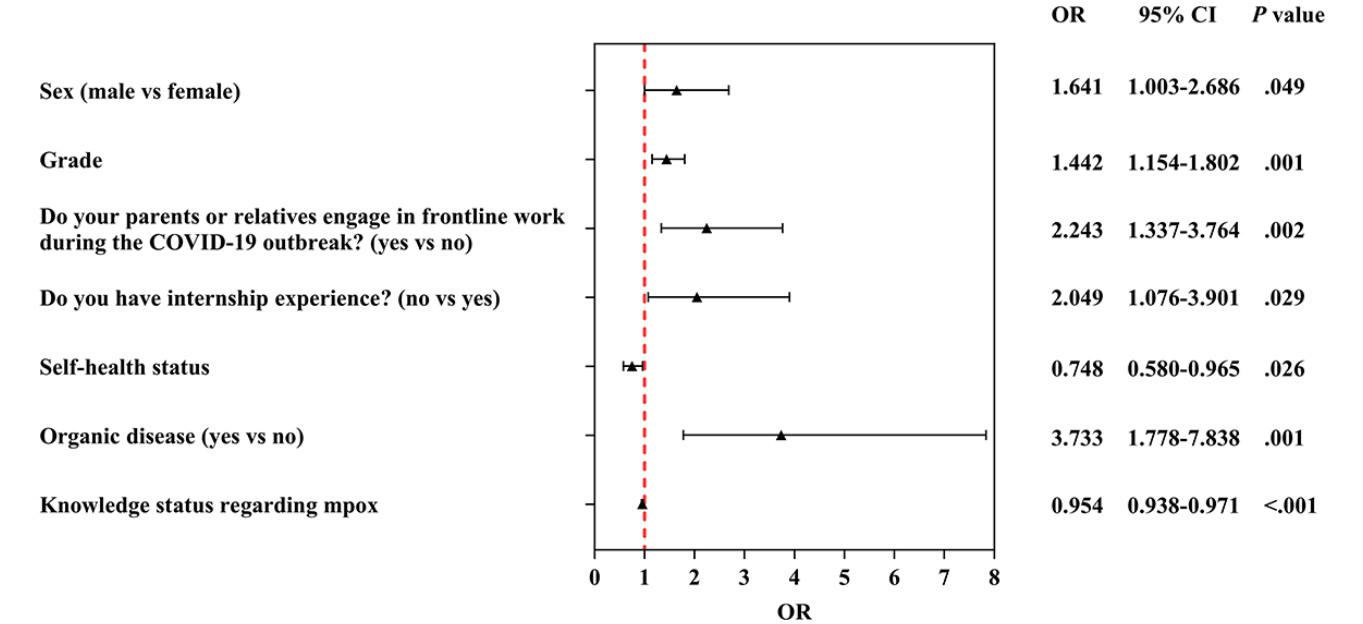 OR 95% CI P value
Sex (male vs female) 1.641 1.003-2.686 .049
Grade 1.442 1.154-1.802 .001
Do your parents or relatives engage in frontline work
during the COVID-19 outbreak? (yes vs no) 2.243 1.337-3.764 .002
Do you have internship experience? (no vs yes) 2.049 1.076-3.901 .029
Self-health status 0.748 0.580-0.965 .026
Organic disease (yes vs no) 3.733 1.778-7.838 .001
Knowledge status regarding mpox 0.954 0.938-0.971 <.001
0 1 2 3 4 5 6 7 8
OR